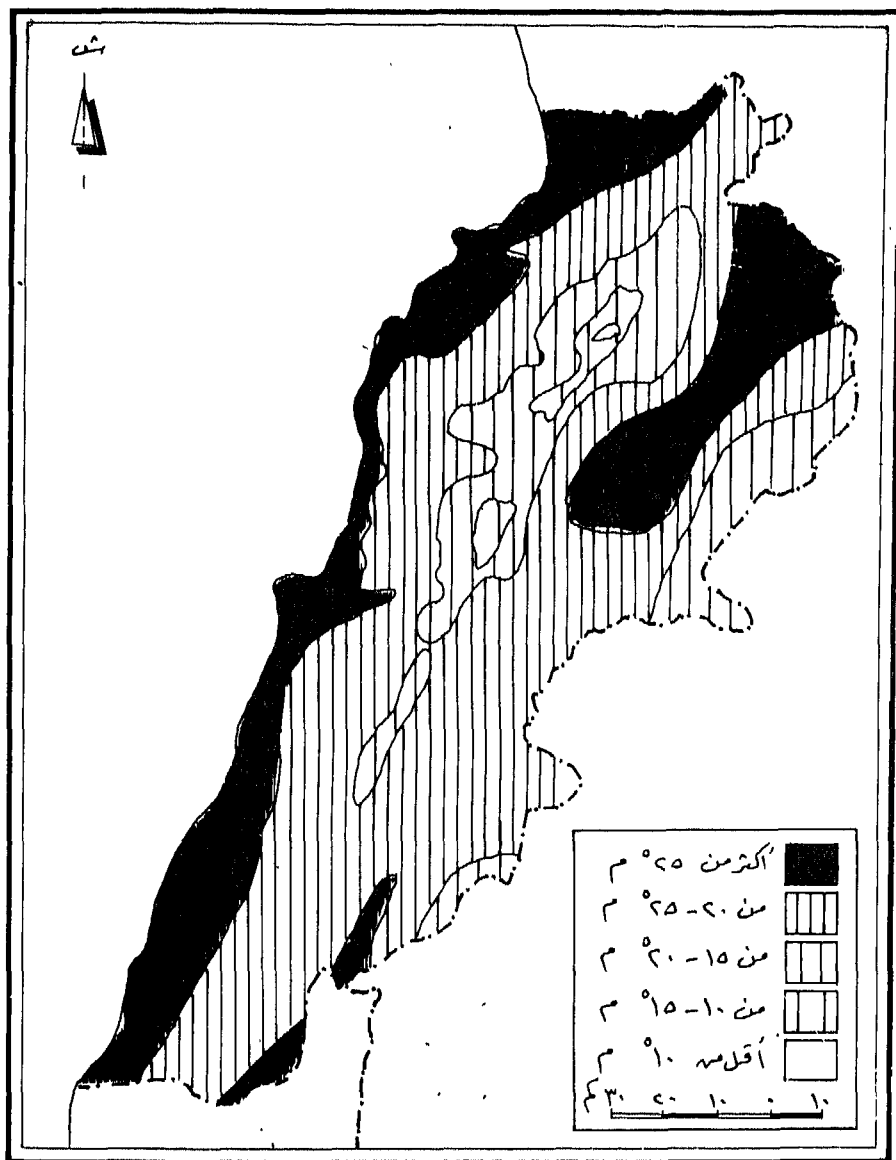 ش
أكثر من ٢٥° م
من ٢٠ - ٢٥° م
من ١٥ - ٢٠° م
من ١٠ - ١٥° م
أقل من ١٠° م
١٠ ٠ ١٠ ٢٠ ٣٠ كم